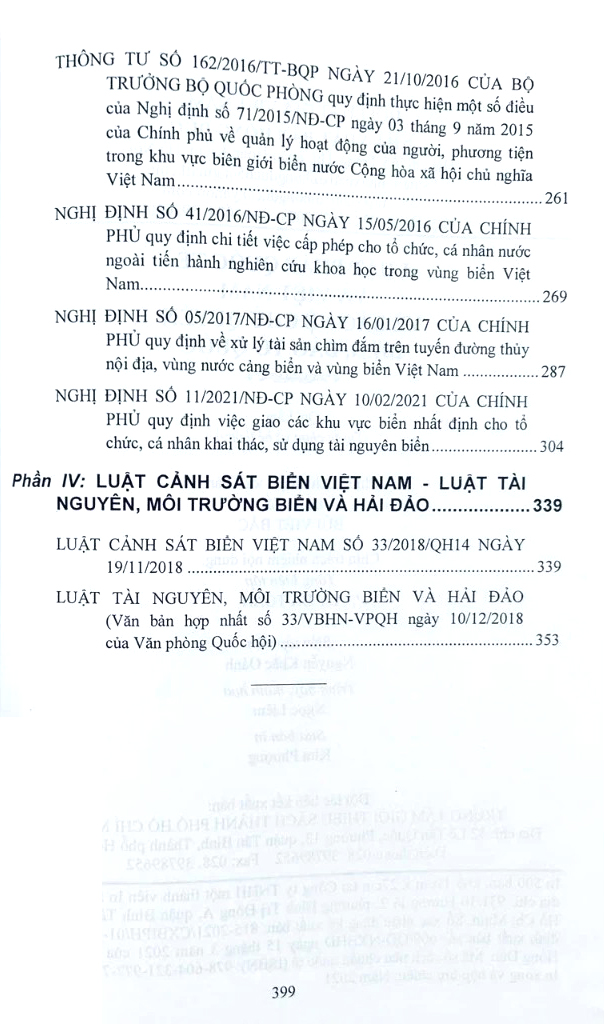 THÔNG TƯ SỐ 162/2016/TT-BQP NGÀY 21/10/2016 CỦA BỘ
TRƯỞNG BỘ QUỐC PHÒNG quy định thực hiện một số điều
của Nghị định số 71/2015/NĐ-CP ngày 03 tháng 9 năm 2015
của Chính phủ về quản lý hoạt động của người, phương tiện
trong khu vực biên giới biển nước Cộng hòa xã hội chủ nghĩa
Việt Nam.......................................................................261
NGHỊ ĐỊNH SỐ 41/2016/NĐ-CP NGÀY 15/05/2016 CỦA CHÍNH
PHỦ quy định chi tiết việc cấp phép cho tổ chức, cá nhân nước
ngoài tiến hành nghiên cứu khoa học trong vùng biển Việt
Nam.............................................................................269
NGHỊ ĐỊNH SỐ 05/2017/NĐ-CP NGÀY 16/01/2017 CỦA CHÍNH
PHỦ quy định về xử lý tài sản chìm đắm trên tuyến đường thủy
nội địa, vùng nước cảng biển và vùng biển Việt Nam ...............287
NGHỊ ĐỊNH SỐ 11/2021/NĐ-CP NGÀY 10/02/2021 CỦA CHÍNH
PHỦ quy định việc giao các khu vực biển nhất định cho tổ
chức, cá nhân khai thác, sử dụng tài nguyên biển.....................304
Phần IV: LUẬT CẢNH SÁT BIỂN VIỆT NAM - LUẬT TÀI
NGUYÊN, MÔI TRƯỜNG BIỂN VÀ HẢI ĐẢO...................339
LUẬT CẢNH SÁT BIỂN VIỆT NAM SỐ 33/2018/QH14 NGÀY
19/11/2018 ....................................................................339
LUẬT TÀI NGUYÊN, MÔI TRƯỜNG BIỂN VÀ HẢI ĐẢO
(Văn bản hợp nhất số 33/VBHN-VPQH ngày 10/12/2018
của Văn phòng Quốc hội)..................................................353
399